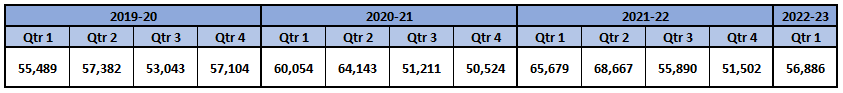 2019-20 2020-21 2021-22 2022-23
Qtr 1 Qtr 2 Qtr 3 Qtr 4 Qtr 1 Qtr 2 Qtr 3 Qtr 4 Qtr 1 Qtr 2 Qtr 3 Qtr 4 Qtr 1
55,489 57,382 53,043 57,104 60,054 64,143 51,211 50,524 65,679 68,667 55,890 51,502 56,886